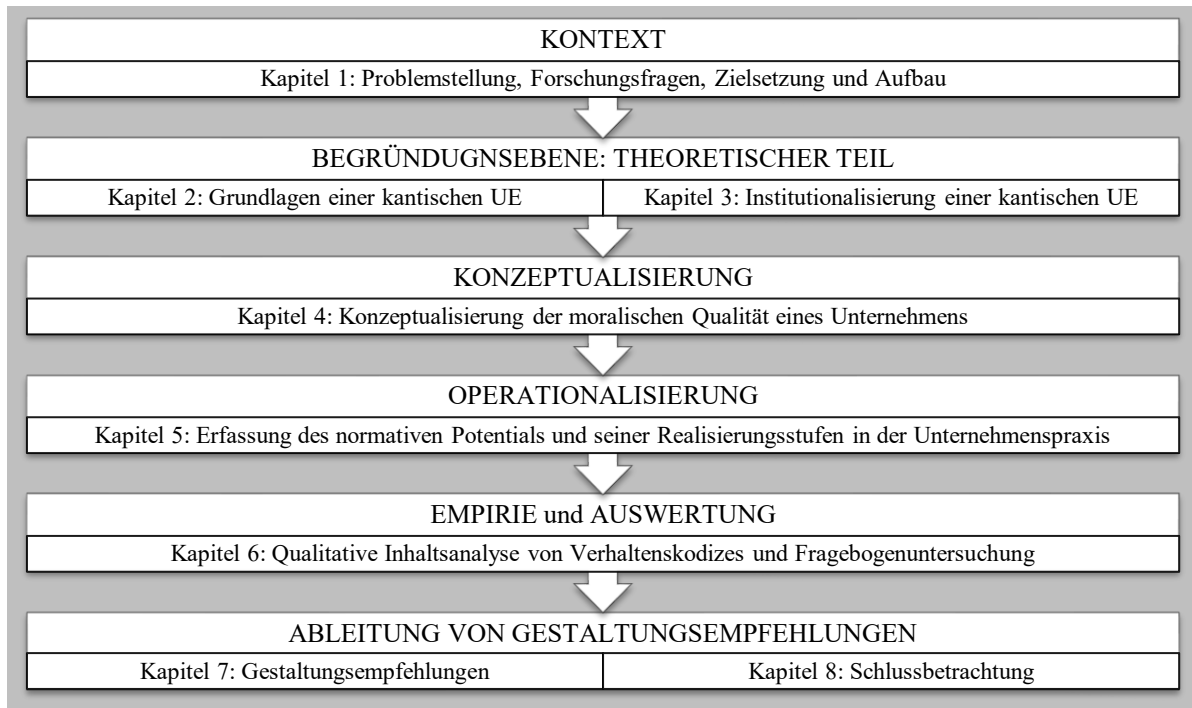 KONTEXT
Kapitel 1: Problemstellung, Forschungsfragen, Zielsetzung und Aufbau
BEGRÜNDUGNSEBENE: THEORETISCHER TEIL
Kapitel 2: Grundlagen einer kantischen UE
Kapitel 3: Institutionalisierung einer kantischen UE
KONZEPTUALISIERUNG
Kapitel 4: Konzeptualisierung der moralischen Qualität eines Unternehmens
OPERATIONALISIERUNG
Kapitel 5: Erfassung des normativen Potentials und seiner Realisierungsstufen in der Unternehmenspraxis
EMPIRIE und AUSWERTUNG
Kapitel 6: Qualitative Inhaltsanalyse von Verhaltenskodizes und Fragebogenuntersuchung
ABLEITUNG VON GESTALTUNGSEMPFEHLUNGEN
Kapitel 7: Gestaltungsempfehlungen
Kapitel 8: Schlussbetrachtung